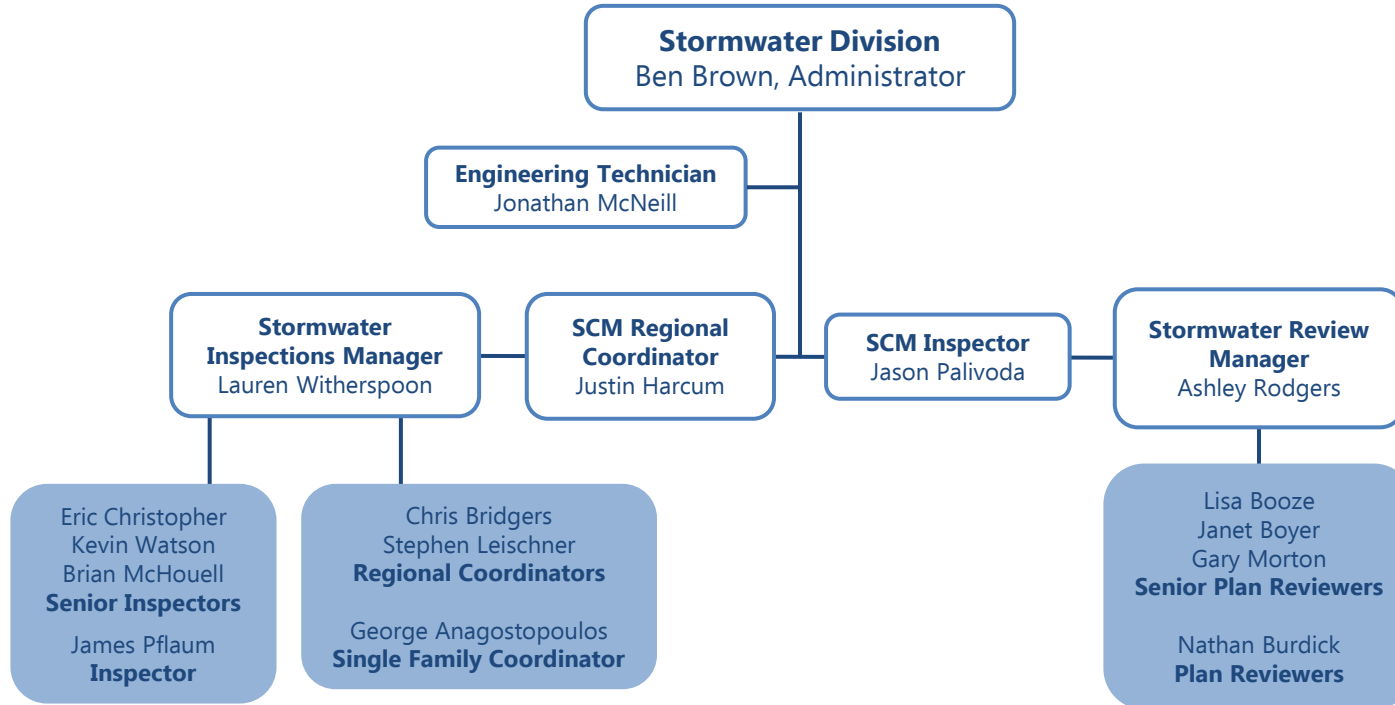 Stormwater Division
Ben Brown, Administrator
Engineering Technician
Jonathan McNeill
Stormwater
Inspections Manager
Lauren Witherspoon
SCM Regional
Coordinator
Justin Harcum
SCM Inspector
Jason Palivoda
Stormwater Review
Manager
Ashley Rodgers
Eric Christopher
Kevin Watson
Brian McHouell
Senior Inspectors
James Pflaum
Inspector
Chris Bridgers
Stephen Leischner
Regional Coordinators
George Anagostopoulos
Single Family Coordinator
Lisa Booze
Janet Boyer
Gary Morton
Senior Plan Reviewers
Nathan Burdick
Plan Reviewers